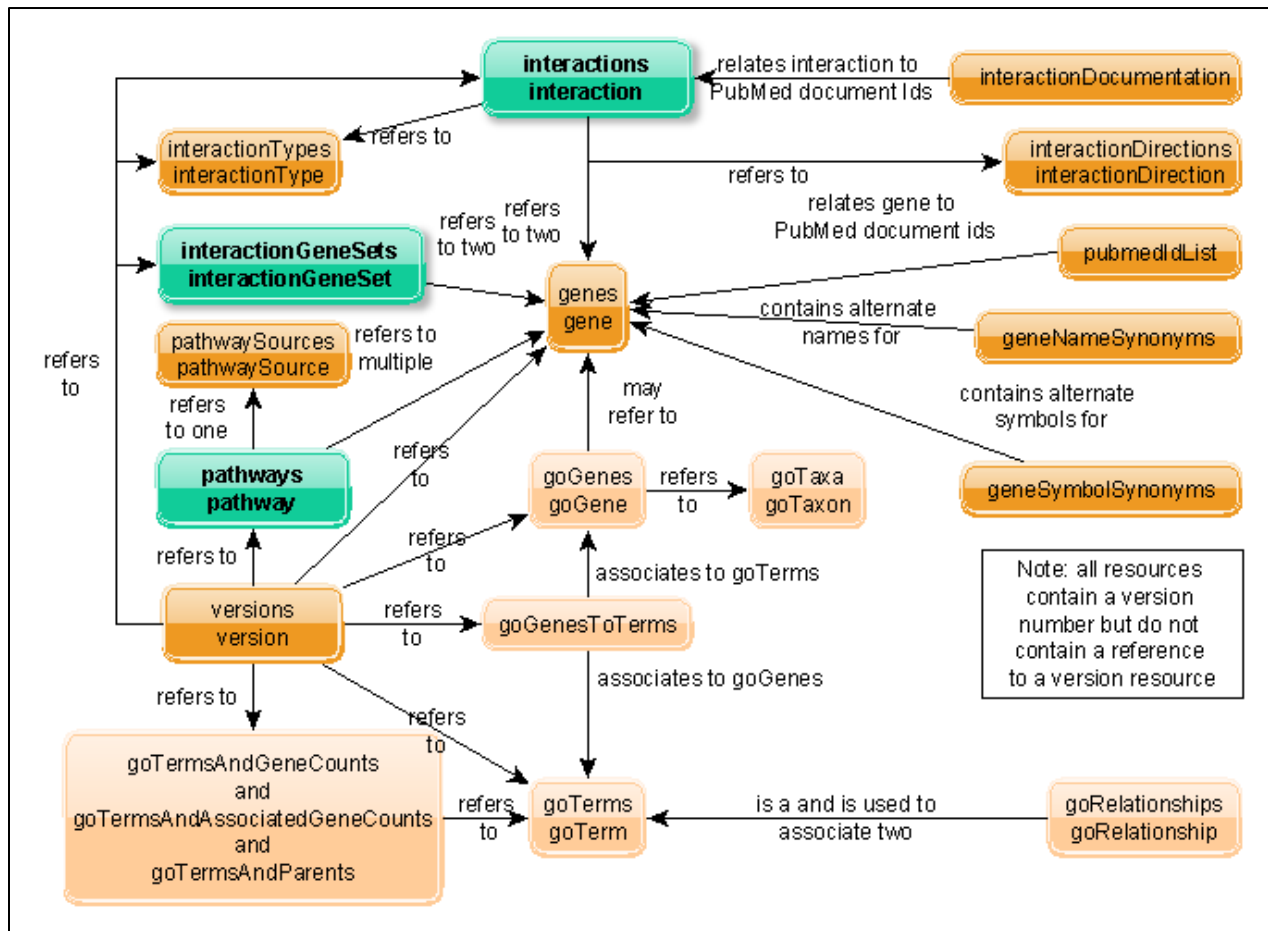 interactions
interaction
relates interaction to
PubMed document Ids
interactionDocumentation
refers to
interactionTypes
interactionType
interactionDirections
interactionDirection
refers to
relates gene to
PubMed document ids
refers
to two
refers
to two
interactionGeneSets
interactionGeneSet
pubmedIdList
genes
gene
contains alternate
names for
geneNameSynonyms
pathwaySources
pathwaySource
refers to
multiple
refers
to
may
refer to
contains alternate
symbols for
refers
to one
pathways
pathway
refers
to
goGenes
goGene
refers
to
goTaxa
goTaxon
geneSymbolSynonyms
refers to
refers
to
associates to goTerms
Note: all resources
contain a version
number but do not
contain a reference
to a version resource
versions
version
refers
to
goGenesToTerms
refers to
refers
to
associates to goGenes
goTermsAndGeneCounts
and
goTermsAndAssociatedGeneCounts
and
goTermsAndParents
refers
to
goTerms
goTerm
is a and is used to
associate two
goRelationships
goRelationship